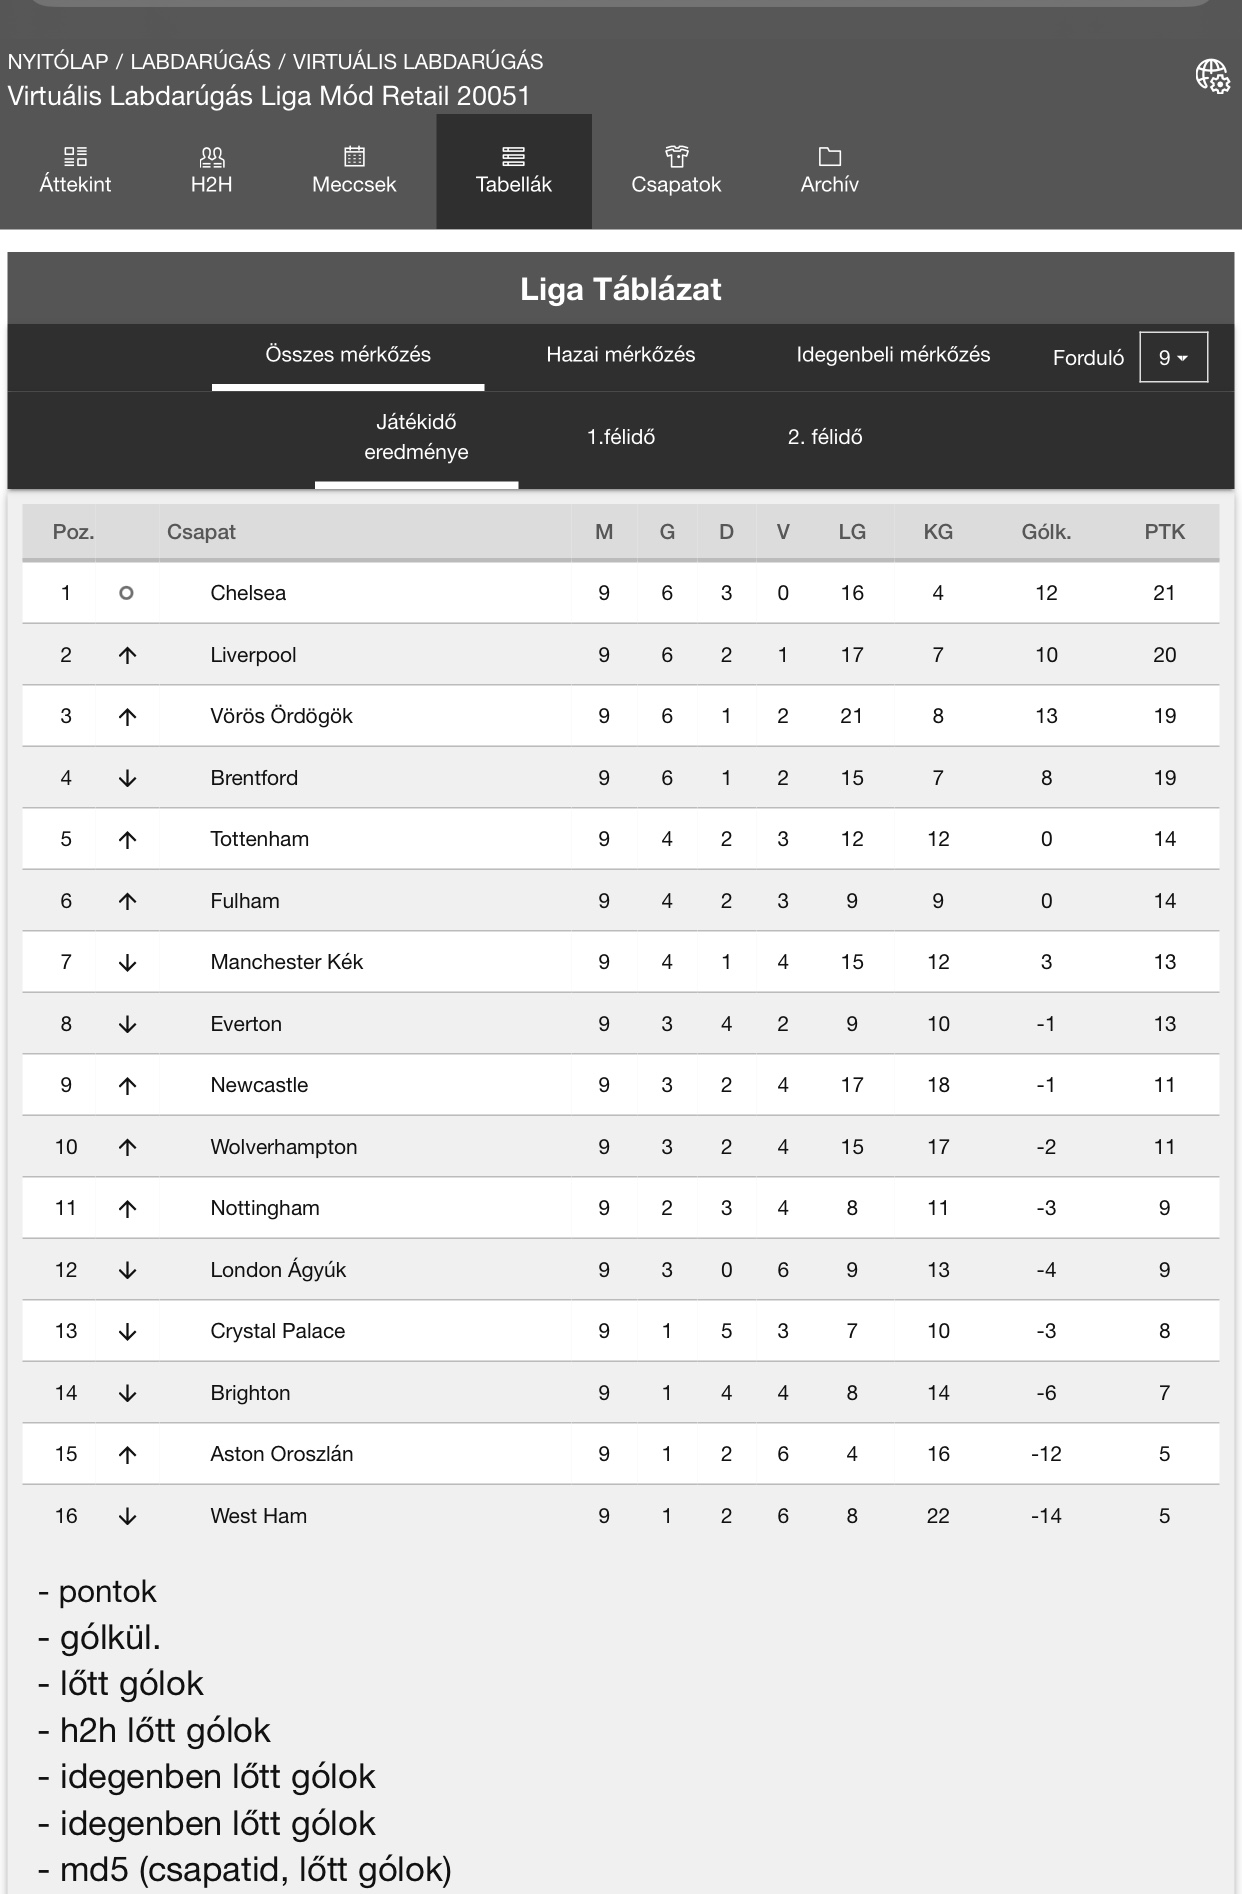 NYITÓLAP / LABDARÚGÁS / VIRTUÁLIS LABDARÚGÁS
Virtuális Labdarúgás Liga Mód Retail 20051
Áttekint H2H Meccsek Tabellák Csapatok Archív
Liga Táblázat
Összes mérkőzés Hazai mérkőzés Idegenbeli mérkőzés Forduló 9
Játékidő eredménye 1.félidő 2. félidő
Poz. Csapat M G D V LG KG Gólk. PTK
1 Chelsea 9 6 3 0 16 4 12 21
2 Liverpool 9 6 2 1 17 7 10 20
3 Vörös Ördögök 9 6 1 2 21 8 13 19
4 Brentford 9 6 1 2 15 7 8 19
5 Tottenham 9 4 2 3 12 12 0 14
6 Fulham 9 4 2 3 9 9 0 14
7 Manchester Kék 9 4 1 4 15 12 3 13
8 Everton 9 3 4 2 9 10 -1 13
9 Newcastle 9 3 2 4 17 18 -1 11
10 Wolverhampton 9 3 2 4 15 17 -2 11
11 Nottingham 9 2 3 4 8 11 -3 9
12 London Ágyúk 9 3 0 6 9 13 -4 9
13 Crystal Palace 9 1 5 3 7 10 -3 8
14 Brighton 9 1 4 4 8 14 -6 7
15 Aston Oroszlán 9 1 2 6 4 16 -12 5
16 West Ham 9 1 2 6 8 22 -14 5
- pontok
- gólkül.
- lőtt gólok
- h2h lőtt gólok
- idegenben lőtt gólok
- idegenben lőtt gólok
- md5 (csapatid, lőtt gólok)